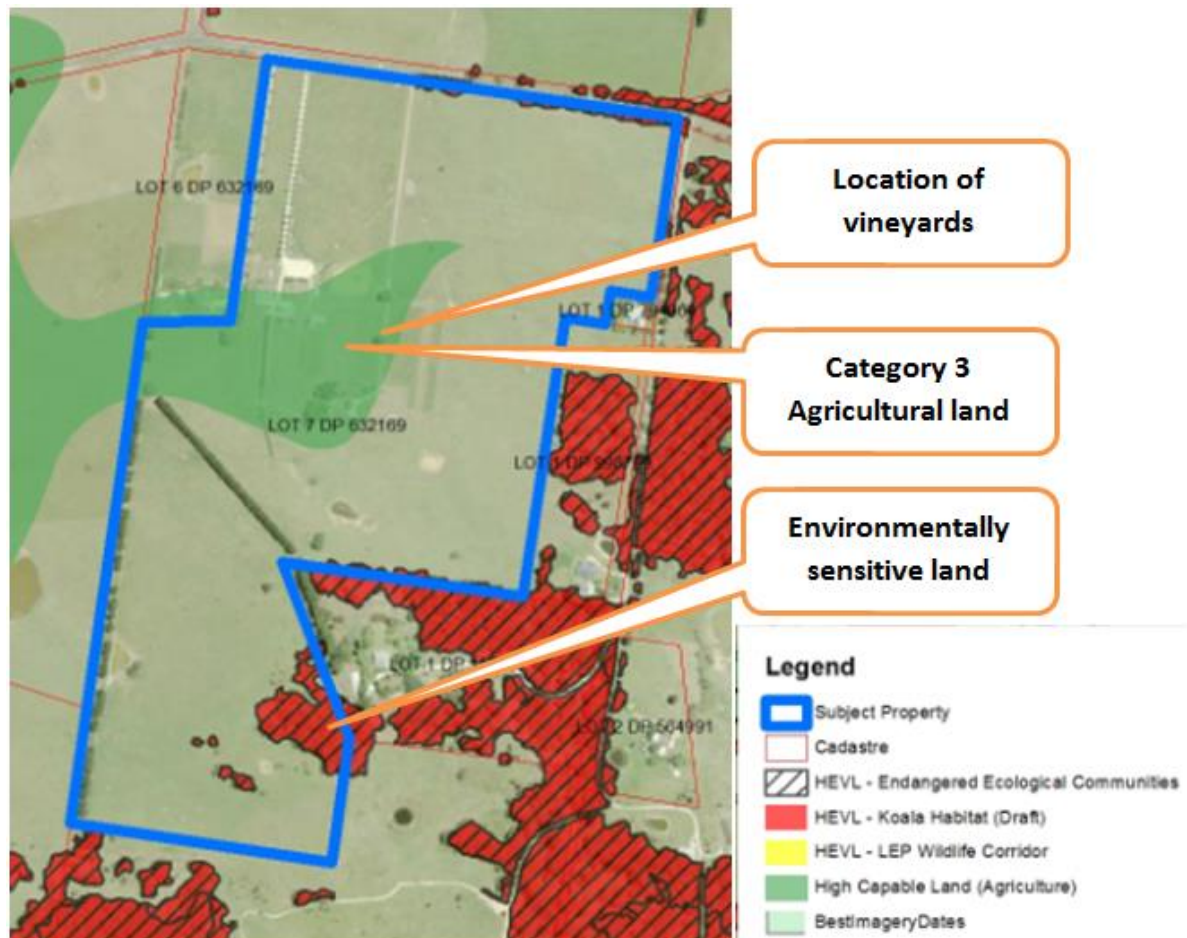 LOT 6 DP 632169
Location of
vineyards
LOT 1 DP
Category 3
Agricultural land
LOT 7 DP 632169
LOT DP
Environmentally
sensitive land
LOT 1 DP
LOT 2 DP 564991
Legend
Subject Property
Cadastre
HEVL - Endangered Ecological Communities
HEVL - Koala Habitat (Draft)
HEVL - LEP Wildlife Corridor
High Capable Land (Agriculture)
BestImageryDates